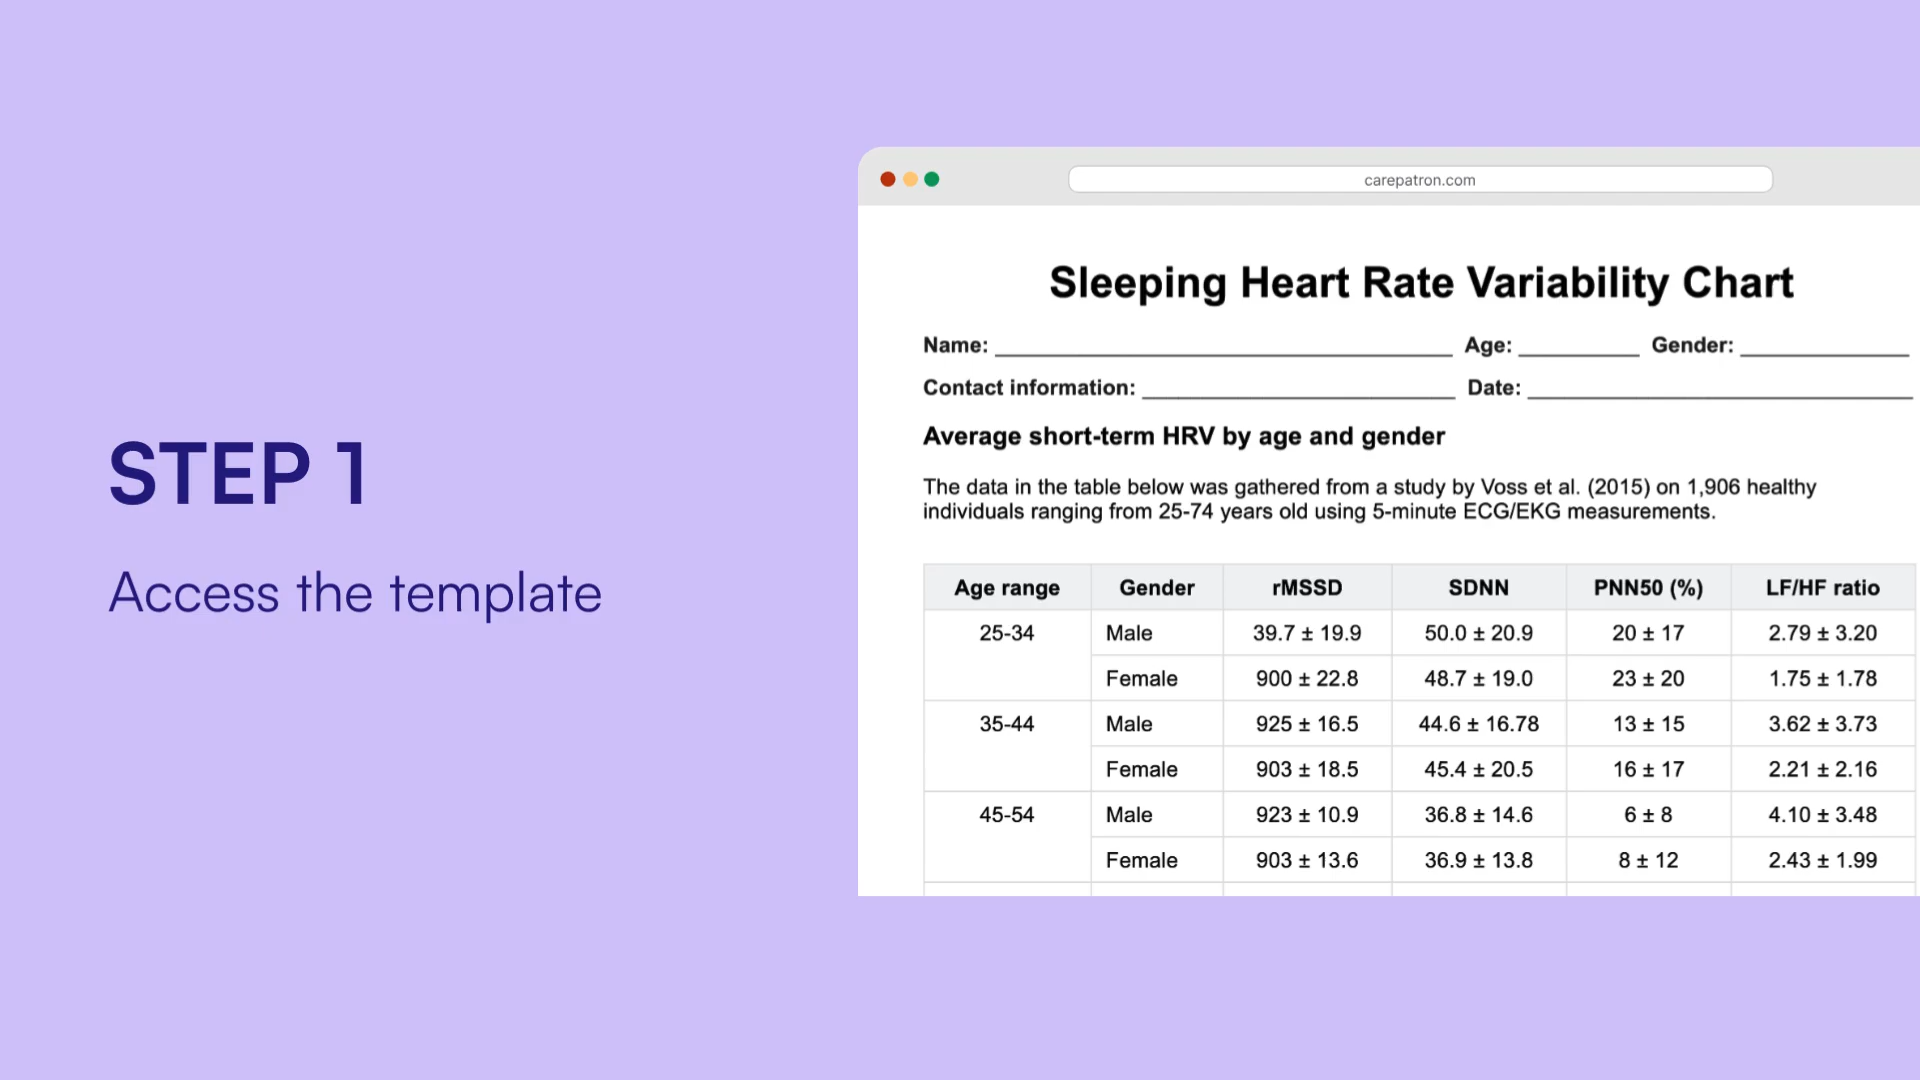 STEP 1
Access the template
carepatron.com
Sleeping Heart Rate Variability Chart
Name: ______ Age: ______ Gender: ______
Contact information: ______ Date: ______
Average short-term HRV by age and gender
The data in the table below was gathered from a study by Voss et al. (2015) on 1,906 healthy
individuals ranging from 25-74 years old using 5-minute ECG/EKG measurements.
Age range Gender rMSSD SDNN PNN50 (%) LF/HF ratio
25-34 Male 39.7 ± 19.9 50.0 ± 20.9 20 ± 17 2.79 ± 3.20
Female 900 ± 22.8 48.7 ± 19.0 23 ± 20 1.75 ± 1.78
35-44 Male 925 ± 16.5 44.6 ± 16.78 13 ± 15 3.62 ± 3.73
Female 903 ± 18.5 45.4 ± 20.5 16 ± 17 2.21 ± 2.16
45-54 Male 923 ± 10.9 36.8 ± 14.6 6 ± 8 4.10 ± 3.48
Female 903 ± 13.6 36.9 ± 13.8 8 ± 12 2.43 ± 1.99